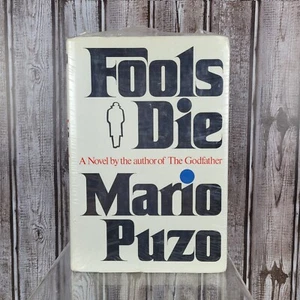 Fools
Die
A Novel by the author of The Godfather
Mario
Puzo